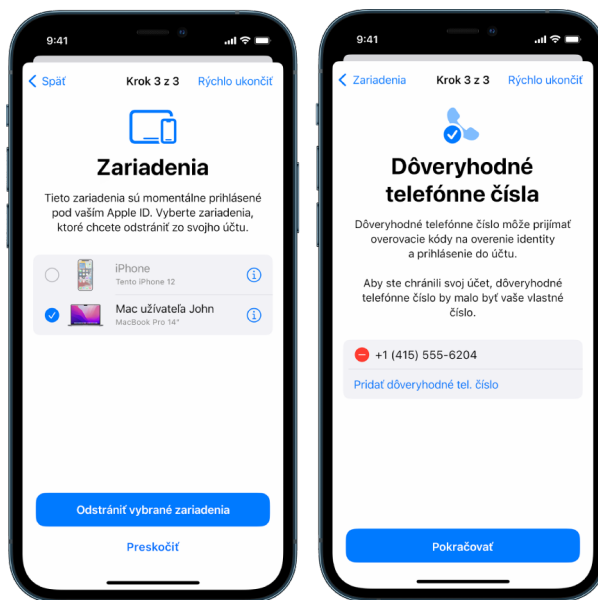 9:41
Späť Krok 3 z 3 Rýchlo ukončiť
Zariadenia
Tieto zariadenia sú momentálne prihlásené
pod vaším Apple ID. Vyberte zariadenia,
ktoré chcete odstrániť zo svojho účtu.
iPhone
Tento iPhone 12
Mac užívateľa John
MacBook Pro 14"
Odstrániť vybrané zariadenia
Preskočiť
9:41
Zariadenia Krok 3 z 3 Rýchlo ukončiť
Dôveryhodné
telefónne čísla
Dôveryhodné telefónne číslo môže prijímať
overovacie kódy na overenie identity
a prihlásenie do účtu.
Aby ste chránili svoj účet, dôveryhodné
telefónne číslo by malo byť vaše vlastné
číslo.
+1 (415) 555-6204
Pridať dôveryhodné tel. číslo
Pokračovať